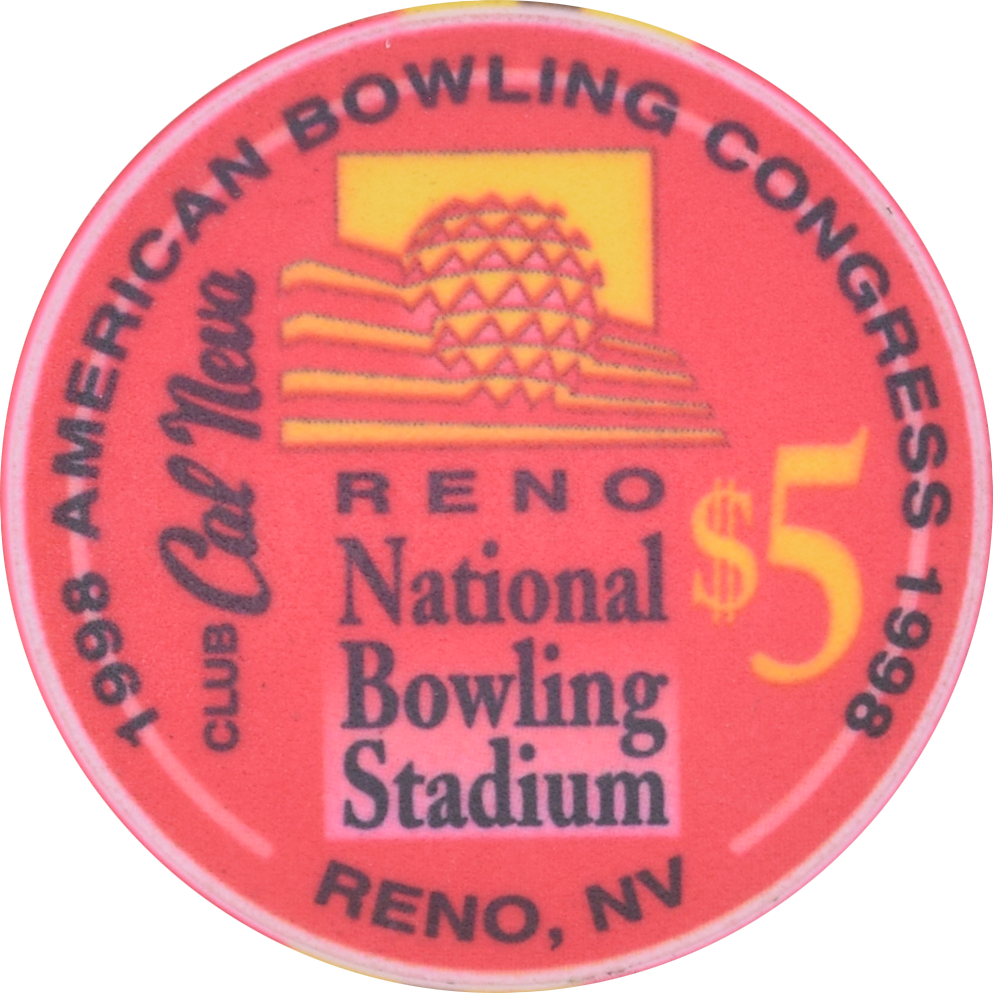 1998 AMERICAN BOWLING CONGRESS 1998
CLUB Cal Neva
RENO
National
Bowling
Stadium
$5
RENO, NV